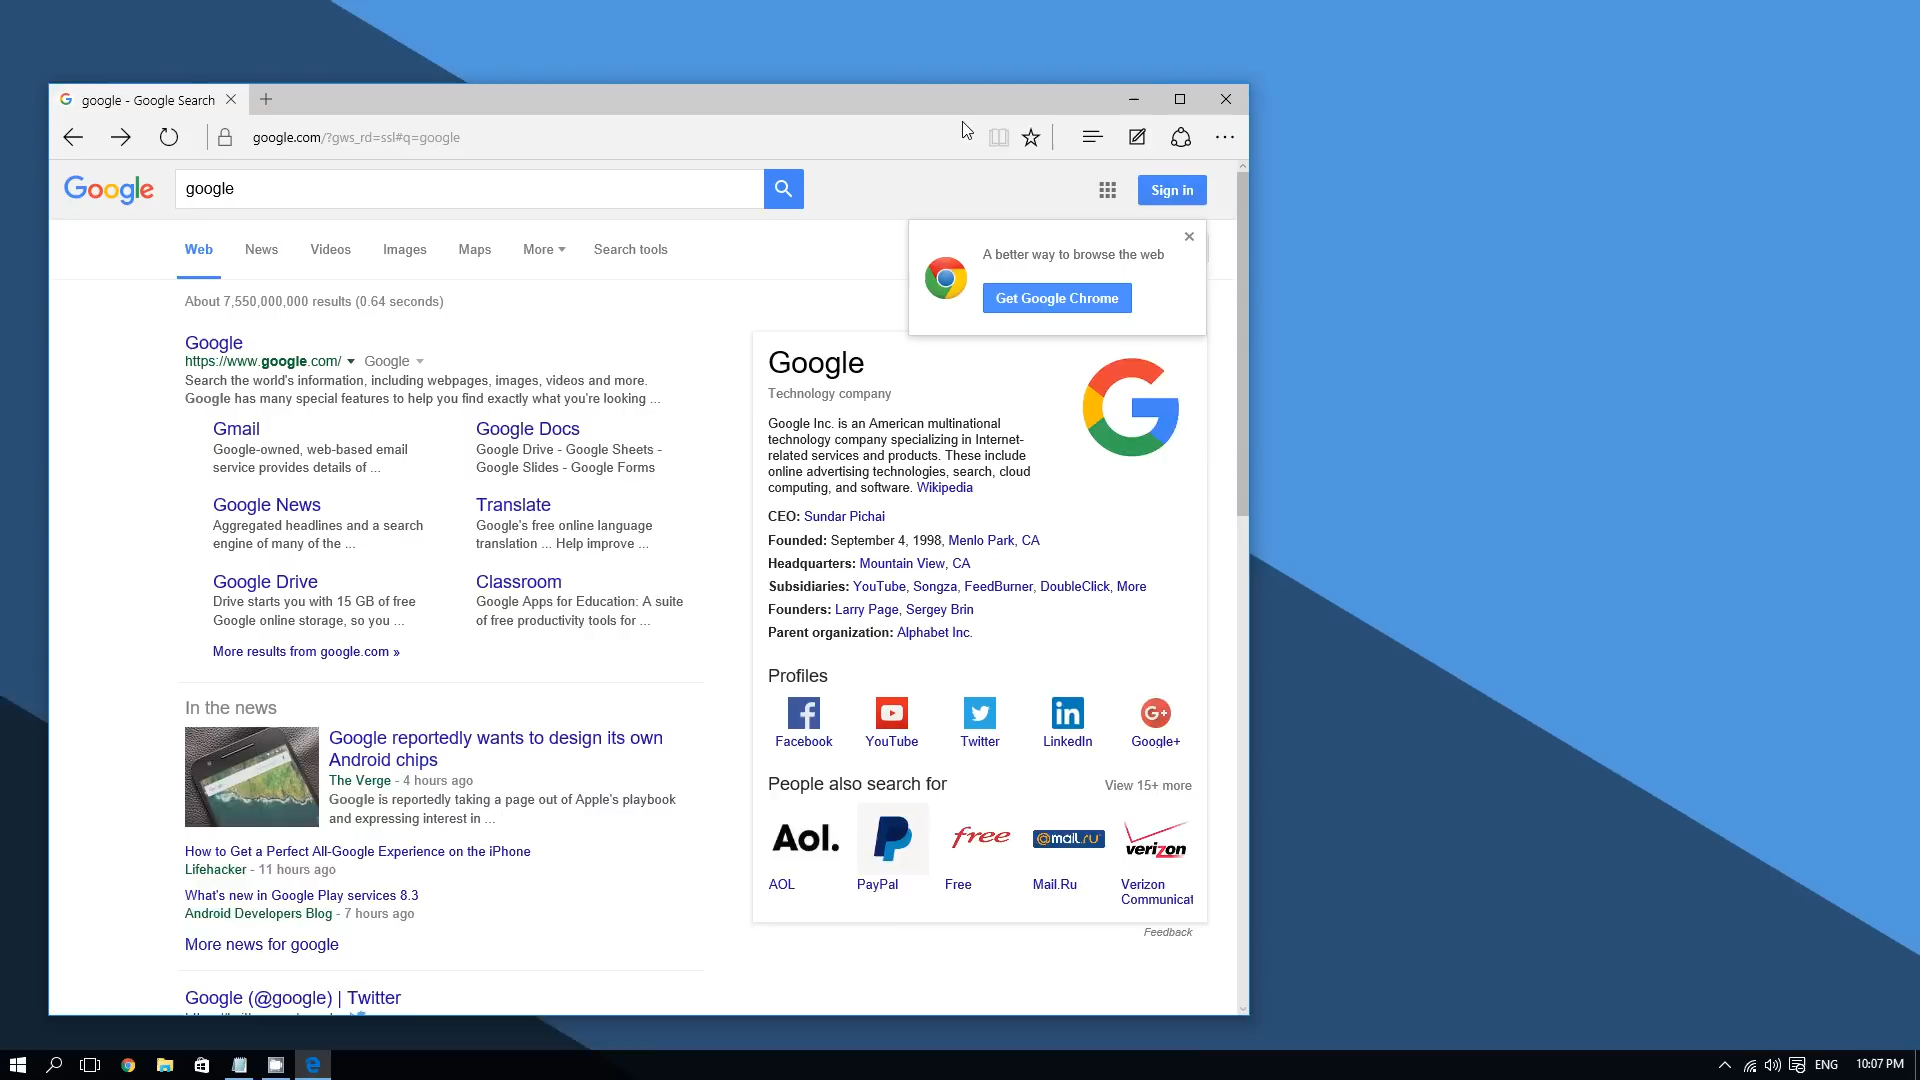 google - Google Search
google.com/?gws_rd=ssl#q=google
Google
google
Sign in
Web
News
Videos
Images
Maps
More
Search tools
A better way to browse the web
Get Google Chrome
About 7,550,000,000 results (0.64 seconds)
Google
https://www.google.com/ Google
Search the world's information, including webpages, images, videos and more.
Google has many special features to help you find exactly what you're looking ...
Gmail
Google-owned, web-based email
service provides details of ...
Google Docs
Google Drive - Google Sheets -
Google Slides - Google Forms
Google News
Aggregated headlines and a search
engine of many of the ...
Translate
Google's free online language
translation ... Help improve ...
Google Drive
Drive starts you with 15 GB of free
Google online storage, so you ...
Classroom
Google Apps for Education: A suite
of free productivity tools for ...
More results from google.com »
In the news
Google reportedly wants to design its own
Android chips
The Verge - 4 hours ago
Google is reportedly taking a page out of Apple's playbook
and expressing interest in ...
How to Get a Perfect All-Google Experience on the iPhone
Lifehacker - 11 hours ago
What's new in Google Play services 8.3
Android Developers Blog - 7 hours ago
More news for google
Google (@google) | Twitter
Google
Technology company
Google Inc. is an American multinational
technology company specializing in Internet-
related services and products. These include
online advertising technologies, search, cloud
computing, and software. Wikipedia
CEO: Sundar Pichai
Founded: September 4, 1998, Menlo Park, CA
Headquarters: Mountain View, CA
Subsidiaries: YouTube, Songza, FeedBurner, DoubleClick, More
Founders: Larry Page, Sergey Brin
Parent organization: Alphabet Inc.
Profiles
Facebook
YouTube
Twitter
LinkedIn
Google+
People also search for
View 15+ more
Aol.
free
@mail.ru
verizon
AOL
PayPal
Free
Mail.Ru
Verizon
Communicat
Feedback
ENG
10:07 PM